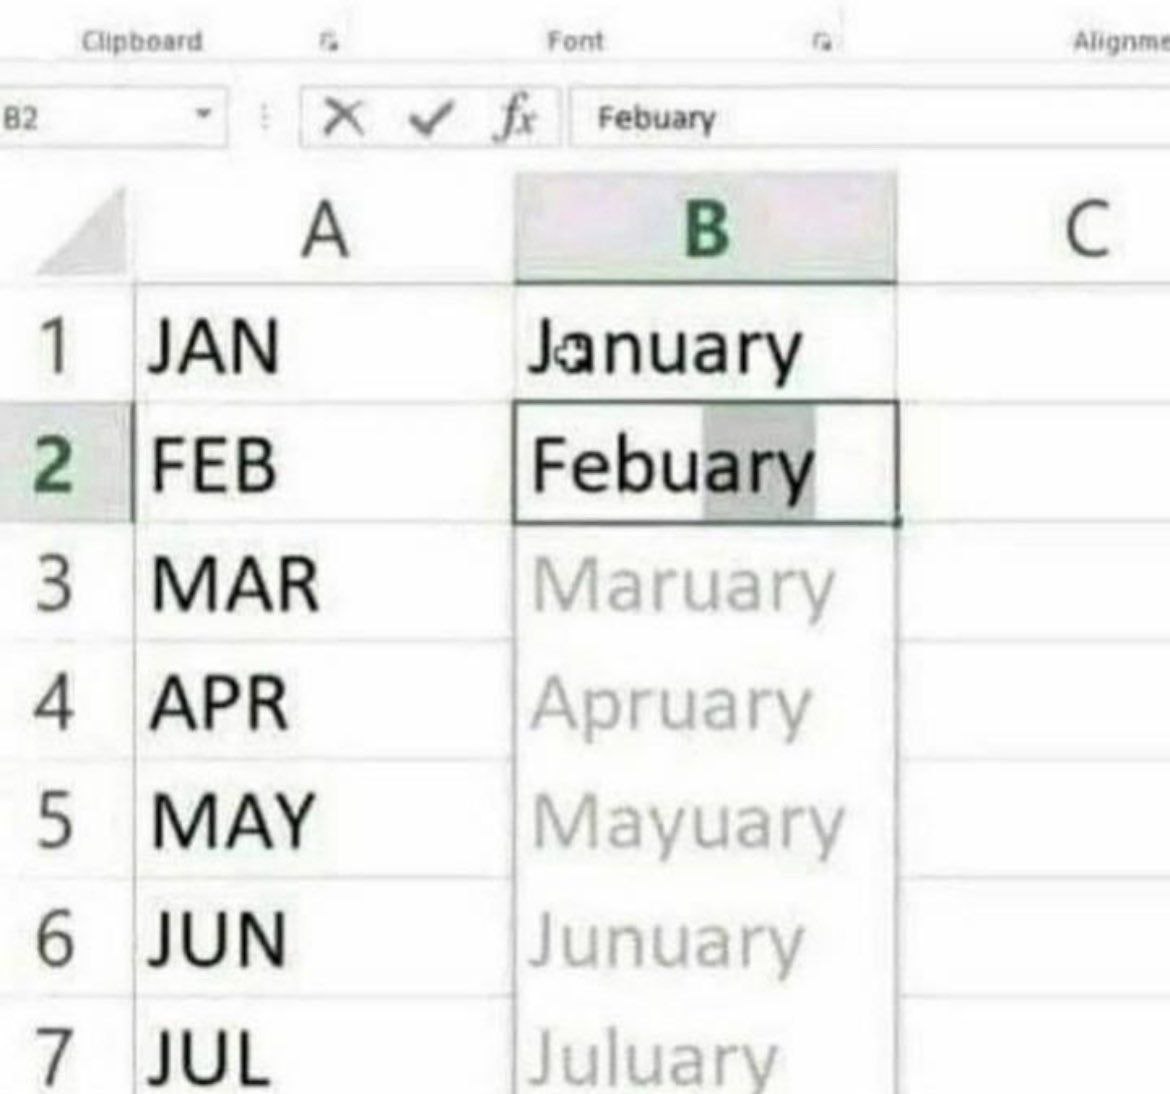 Clipboard Font Alignme
B2 fx Febuary
A B C
1 JAN January
2 FEB Febuary
3 MAR Maruary
4 APR Apruary
5 MAY Mayuary
6 JUN Junuary
7 JUL Juluary